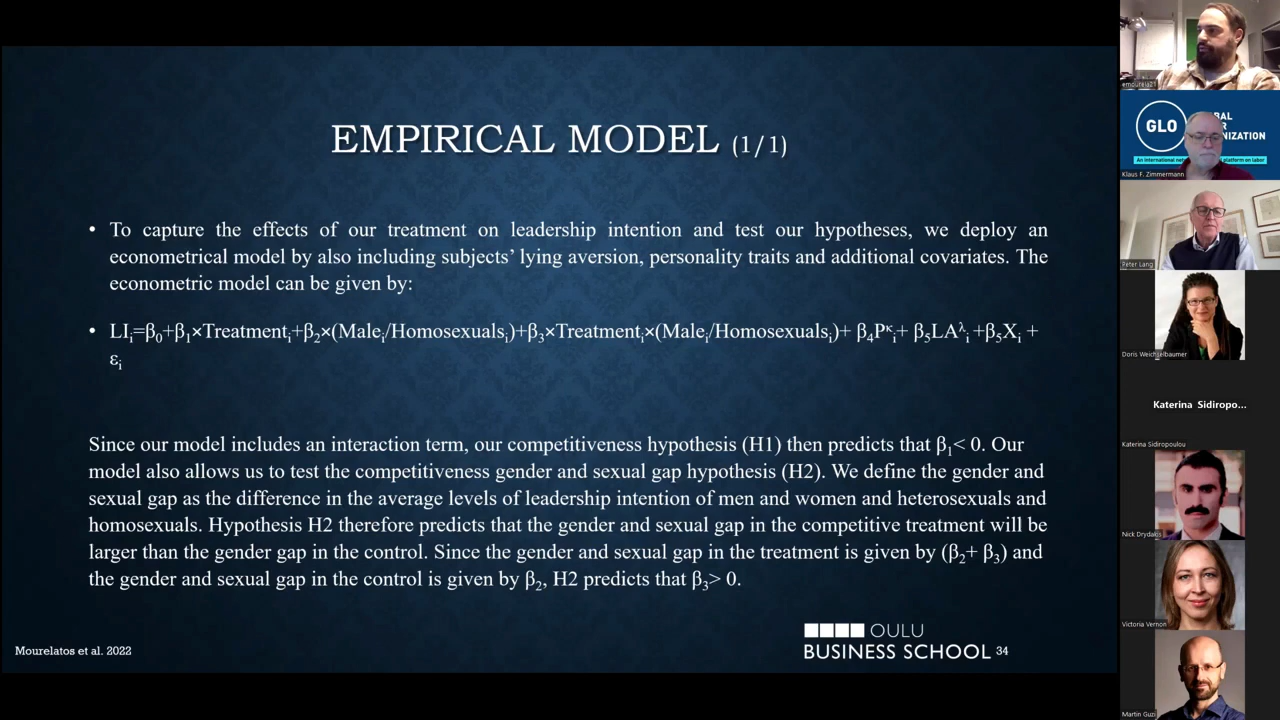 EMPIRICAL MODEL (1/1)
• To capture the effects of our treatment on leadership intention and test our hypotheses, we deploy an
econometrical model by also including subjects’ lying aversion, personality traits and additional covariates. The
econometric model can be given by:
• LIᵢ=β₀+β₁×Treatmentᵢ+β₂×(Maleᵢ/Homosexualsᵢ)+β₃×Treatmentᵢ×(Maleᵢ/Homosexualsᵢ)+ β₄Pᵏᵢ+ β₅LAλᵢ +β₅Xᵢ +
εᵢ
Since our model includes an interaction term, our competitiveness hypothesis (H1) then predicts that β₁< 0. Our
model also allows us to test the competitiveness gender and sexual gap hypothesis (H2). We define the gender and
sexual gap as the difference in the average levels of leadership intention of men and women and heterosexuals and
homosexuals. Hypothesis H2 therefore predicts that the gender and sexual gap in the competitive treatment will be
larger than the gender gap in the control. Since the gender and sexual gap in the treatment is given by (β₂+ β₃) and
the gender and sexual gap in the control is given by β₂, H2 predicts that β₃> 0.
OULU
BUSINESS SCHOOL
34
Mourelatos et al. 2022
emourela21
GLO
Klaus F. Zimmermann
Peter Lang
Doris Weichselbaumer
Katerina Sidiropo...
Katerina Sidiropoulou
Nick Drydakis
Victoria Vernon
Martin Guzi